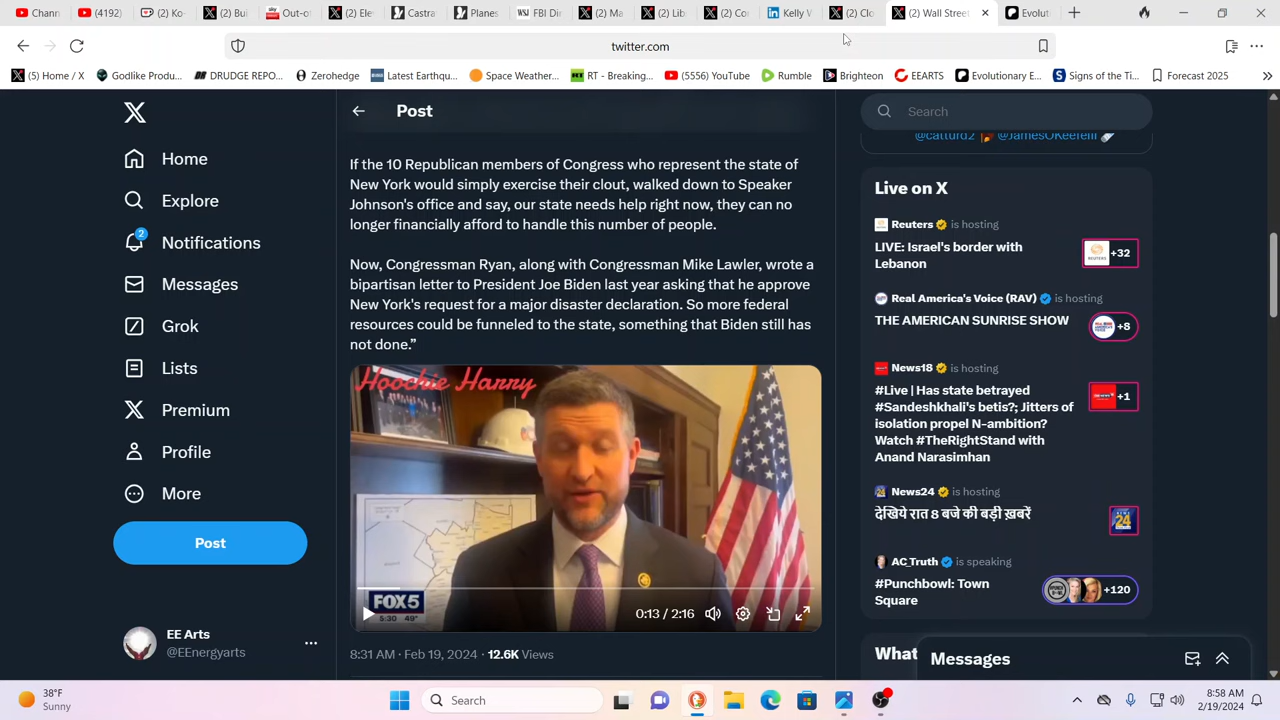 Chann
(4192)
(2) Ko
(2) Bui
Out-o
(2) Ele
Castra
Planes
FBI Dir
(2) Ma
(2) Lib
(2) Co
Kelly V
(2) Clo
(2) Wall Street
Evoluti
twitter.com
(5) Home / X
Godlike Produ...
DRUDGE REPO...
Zerohedge
Latest Earthqu...
Space Weather...
RT - Breaking...
(5556) YouTube
Rumble
Brighteon
EEARTS
Evolutionary E...
Signs of the Ti...
Forecast 2025
Home
Explore
2
Notifications
Messages
Grok
Lists
Premium
Profile
More
Post
EE Arts
@EEnergyarts
Post
If the 10 Republican members of Congress who represent the state of
New York would simply exercise their clout, walked down to Speaker
Johnson's office and say, our state needs help right now, they can no
longer financially afford to handle this number of people.
Now, Congressman Ryan, along with Congressman Mike Lawler, wrote a
bipartisan letter to President Joe Biden last year asking that he approve
New York's request for a major disaster declaration. So more federal
resources could be funneled to the state, something that Biden still has
not done.”
Hoochie Harry
FOX 5
5:30 49°
0:13 / 2:16
8:31 AM · Feb 19, 2024 · 12.6K Views
Search
@catturd2 @JamesOKeefeIII
Live on X
Reuters is hosting
LIVE: Israel's border with
Lebanon
+32
Real America's Voice (RAV) is hosting
THE AMERICAN SUNRISE SHOW
+8
News18 is hosting
#Live | Has state betrayed
#Sandeshkhali's betis?; Jitters of
isolation propel N-ambition?
Watch #TheRightStand with
Anand Narasimhan
+1
News24 is hosting
देखिये रात 8 बजे की बड़ी ख़बरें
24
AC_Truth is speaking
#Punchbowl: Town
Square
+120
What
Messages
38°F
Sunny
Search
8:58 AM
2/19/2024